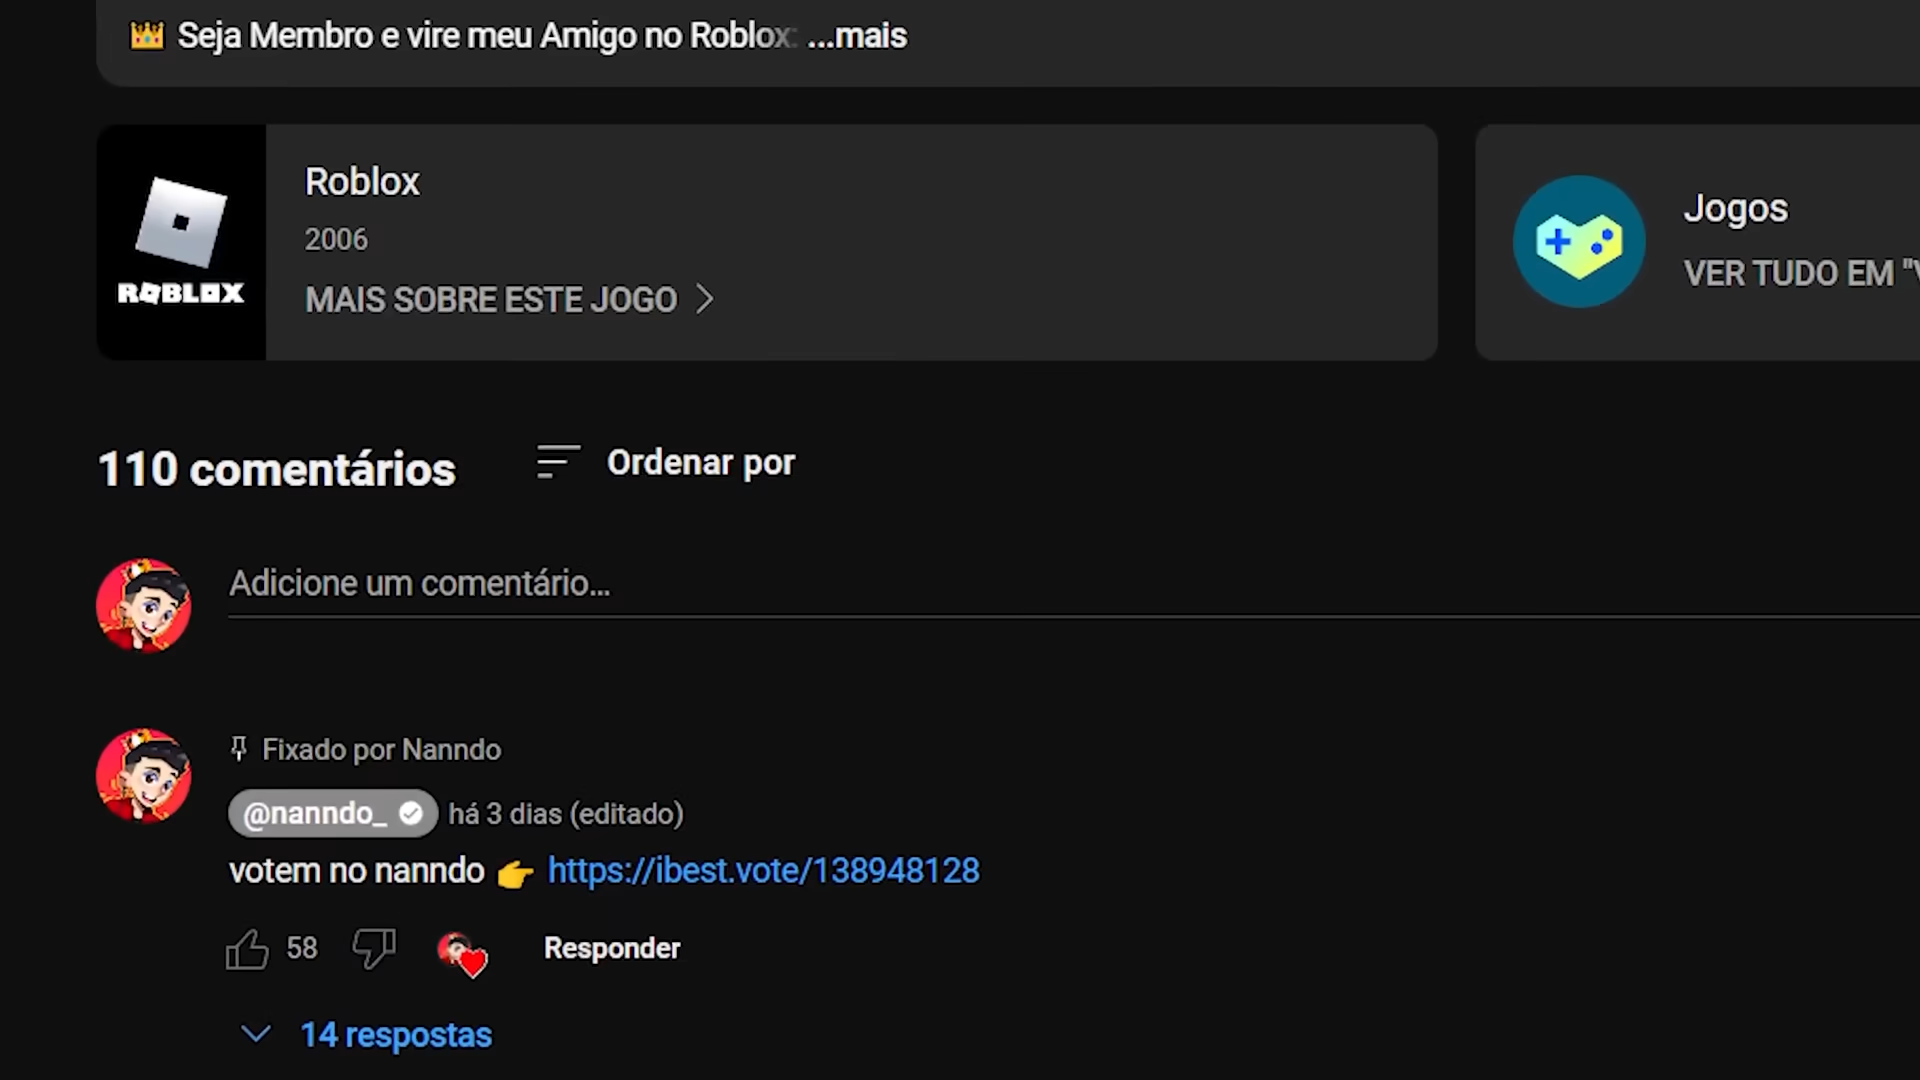 👑 Seja Membro e vire meu Amigo no Roblox: ...mais
ROBLOX
Roblox
2006
MAIS SOBRE ESTE JOGO
Jogos
VER TUDO EM "V
110 comentários
Ordenar por
Adicione um comentário...
Fixado por Nanndo
@nanndo_ há 3 dias (editado)
votem no nanndo 👉 https://ibest.vote/138948128
58
Responder
14 respostas